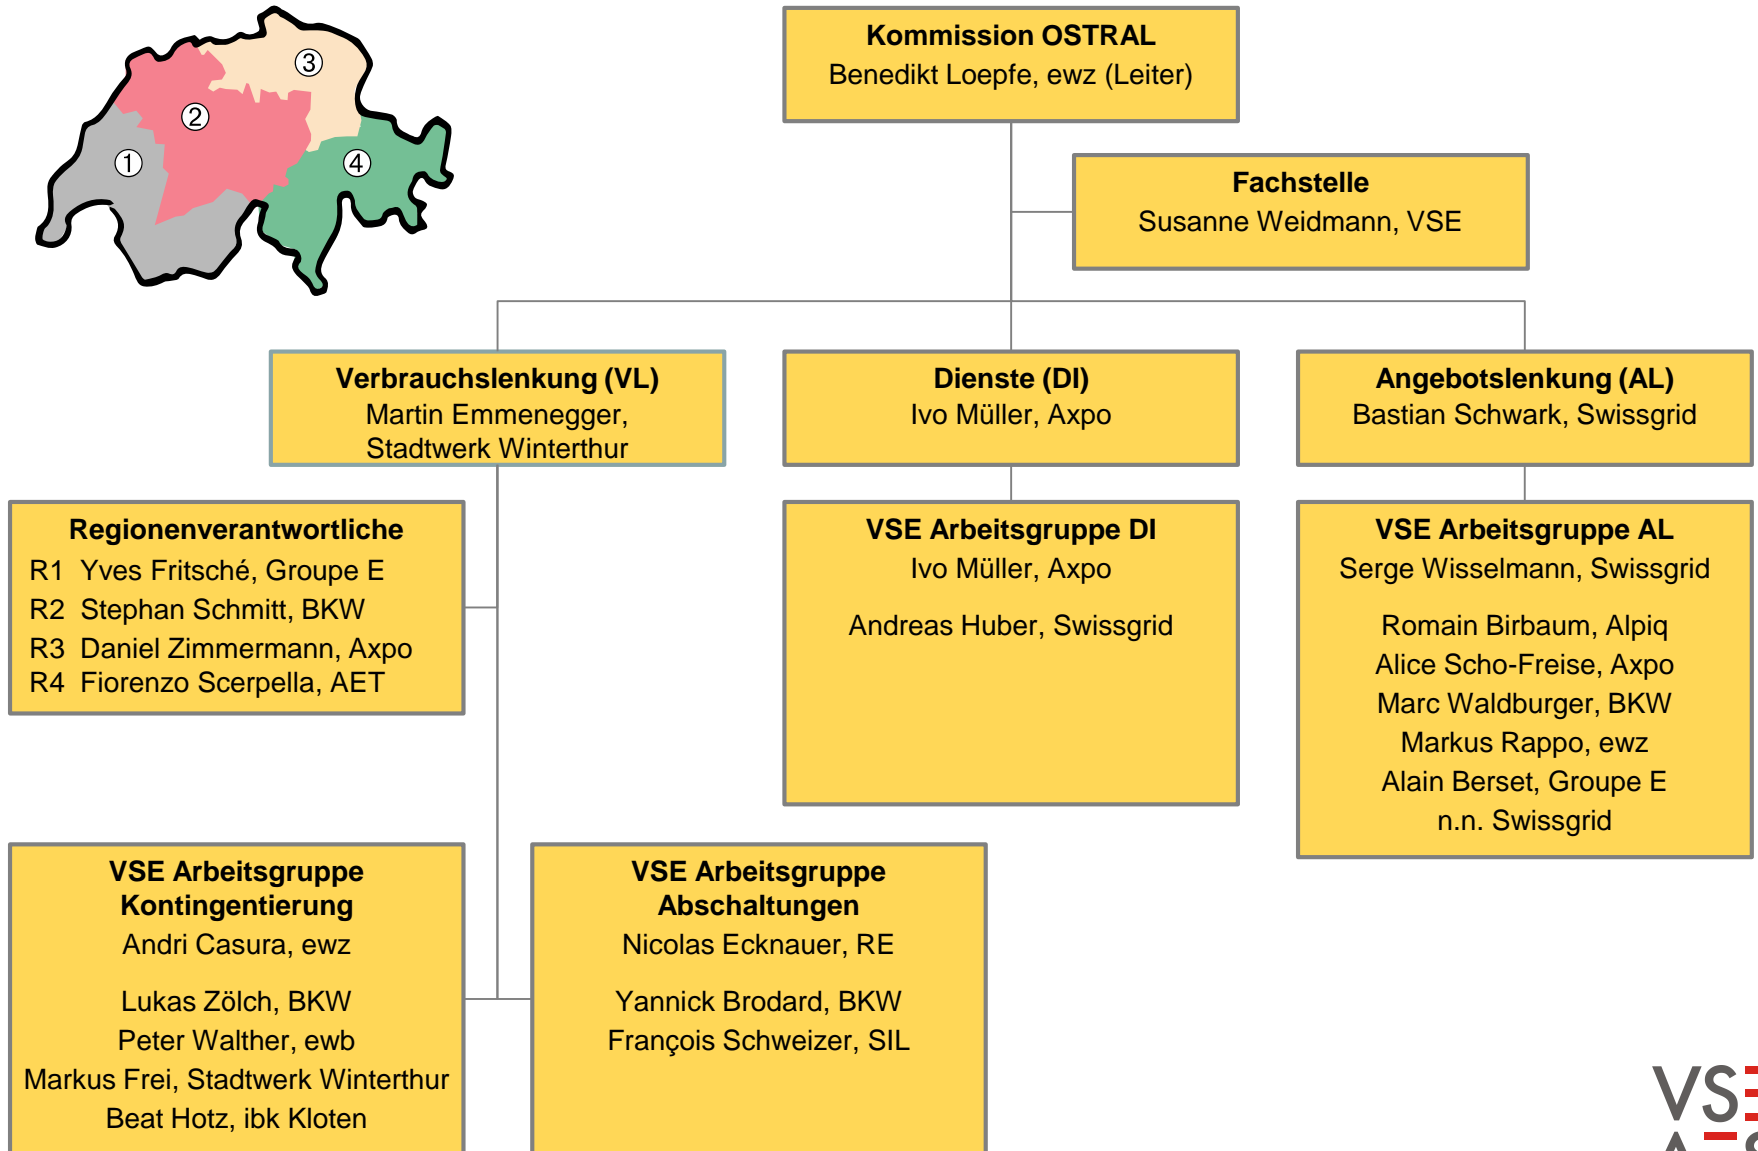 Kommission OSTRAL
Benedikt Loepfe, ewz (Leiter)
1
2
3
4
Fachstelle
Susanne Weidmann, VSE
Verbrauchslenkung (VL)
Martin Emmenegger,
Stadtwerk Winterthur
Dienste (DI)
Ivo Müller, Axpo
Angebotslenkung (AL)
Bastian Schwark, Swissgrid
Regionenverantwortliche
R1 Yves Fritsché, Groupe E
R2 Stephan Schmitt, BKW
R3 Daniel Zimmermann, Axpo
R4 Fiorenzo Scerpella, AET
VSE Arbeitsgruppe DI
Ivo Müller, Axpo
Andreas Huber, Swissgrid
VSE Arbeitsgruppe AL
Serge Wisselmann, Swissgrid
Romain Birbaum, Alpiq
Alice Scho-Freise, Axpo
Marc Waldburger, BKW
Markus Rappo, ewz
Alain Berset, Groupe E
n.n. Swissgrid
VSE Arbeitsgruppe
Kontingentierung
Andri Casura, ewz
Lukas Zölch, BKW
Peter Walther, ewb
Markus Frei, Stadtwerk Winterthur
Beat Hotz, ibk Kloten
VSE Arbeitsgruppe
Abschaltungen
Nicolas Ecknauer, RE
Yannick Brodard, BKW
François Schweizer, SIL
VSE